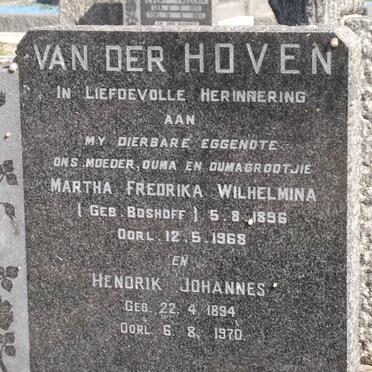 VAN DER HOVEN
IN LIEFDEVOLLE HERINNERING
AAN
MY DIERBARE EGGENOTE
ONS MOEDER, OUMA EN OUMAGROOTJIE
MARTHA FREDRIKA WILHELMINA
(GEB. BOSHOFF) 5.8.1896
OORL. 12.5.1968
EN
HENDRIK JOHANNES
GEB. 22.4.1894
OORL. 6.8.1970.